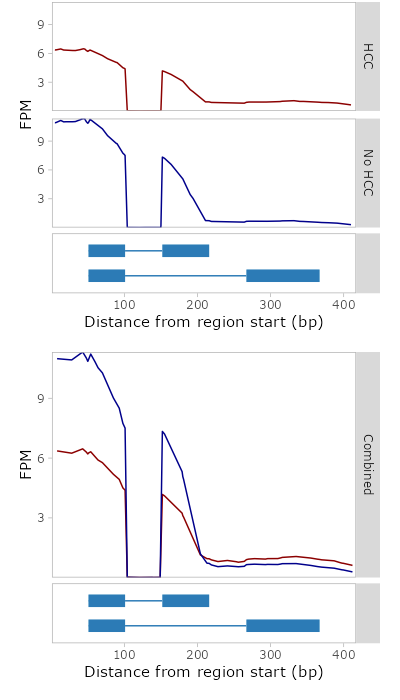 9
6
3
HCC
FPM
9
6
3
No HCC
100 200 300 400
Distance from region start (bp)
9
6
3
FPM
Combined
100 200 300 400
Distance from region start (bp)